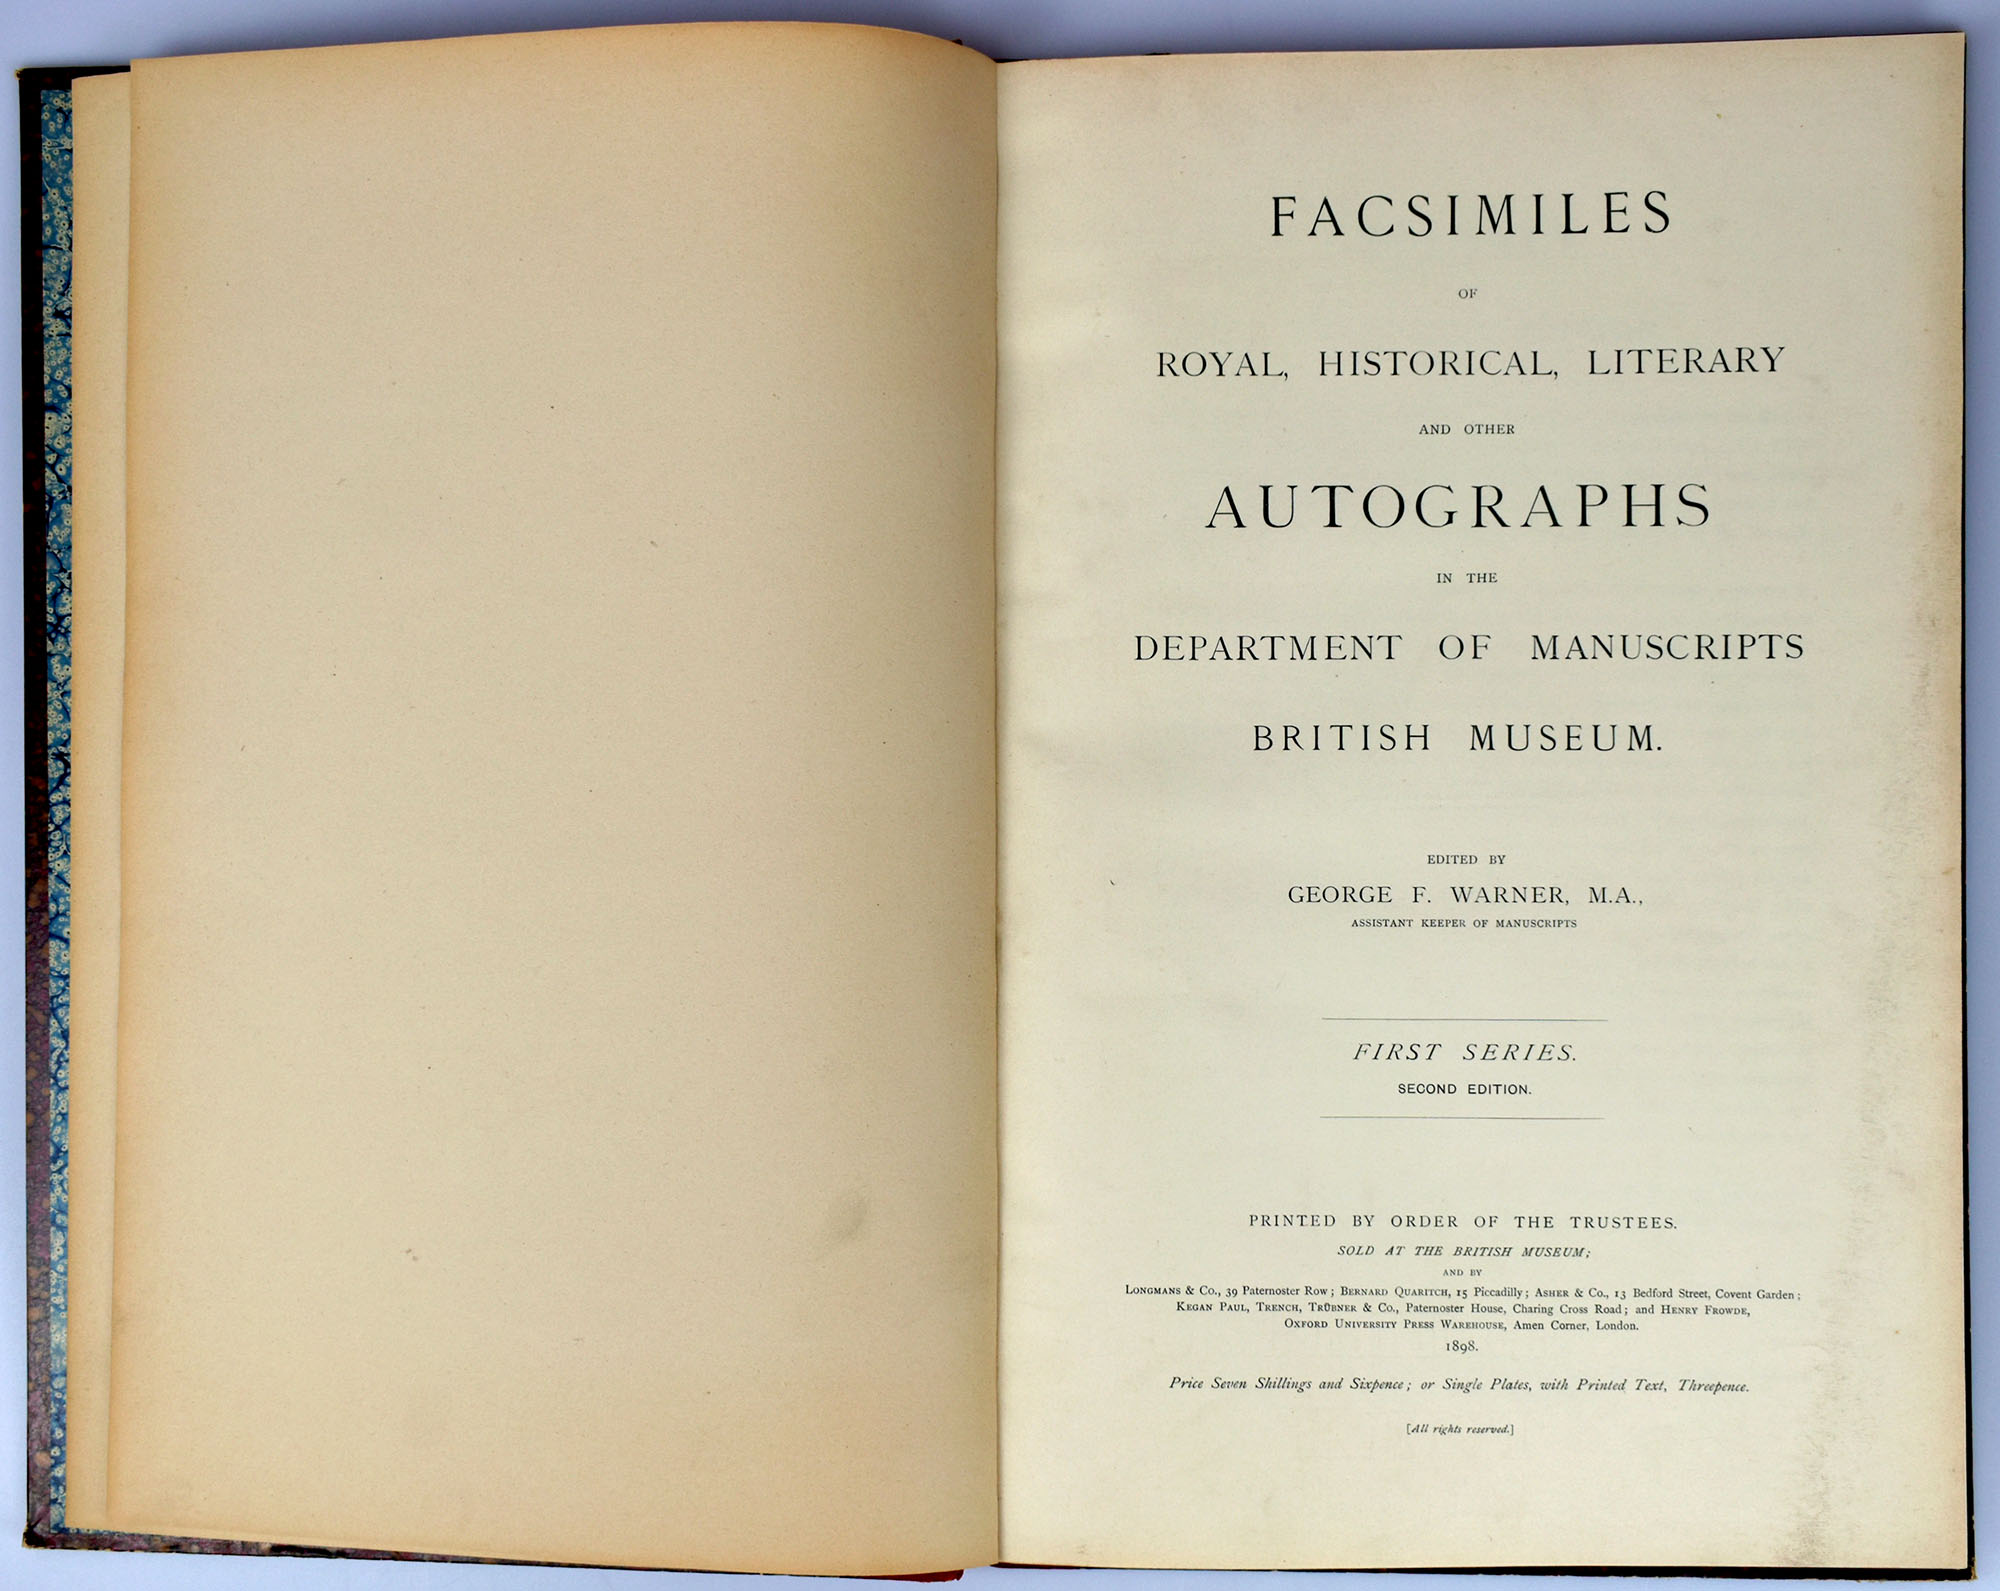 FACSIMILES
OF
ROYAL, HISTORICAL, LITERARY
AND OTHER
AUTOGRAPHS
IN THE
DEPARTMENT OF MANUSCRIPTS
BRITISH MUSEUM.
EDITED BY
GEORGE F. WARNER, M.A.,
ASSISTANT KEEPER OF MANUSCRIPTS
FIRST SERIES.
SECOND EDITION.
PRINTED BY ORDER OF THE TRUSTEES.
SOLD AT THE BRITISH MUSEUM;
AND BY
LONGMANS & CO., 39 Paternoster Row; BERNARD QUARITCH, 15 Piccadilly; ASHER & CO., 13 Bedford Street, Covent Garden;
KEGAN PAUL, TRENCH, TRÜBNER & CO., Paternoster House, Charing Cross Road; and HENRY FROWDE,
OXFORD UNIVERSITY PRESS WAREHOUSE, Amen Corner, London.
1898.
Price Seven Shillings and Sixpence; or Single Plates, with Printed Text, Threepence.
[All rights reserved.]